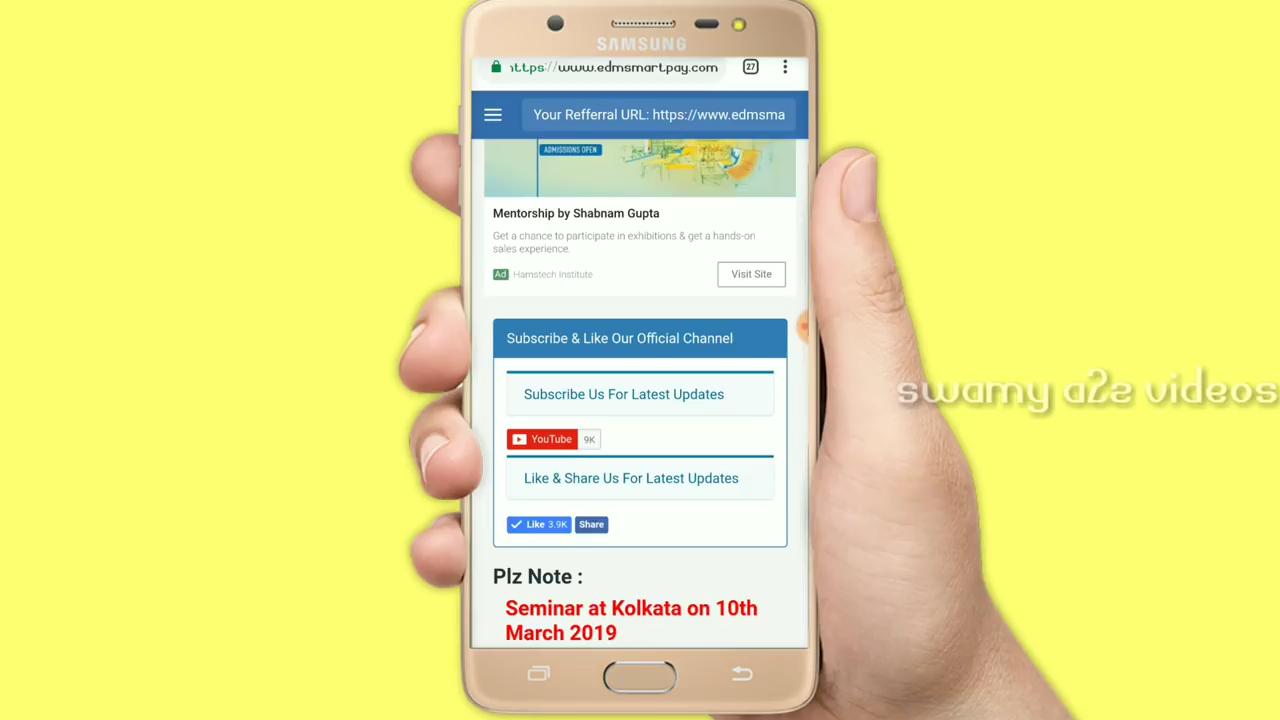 SAMSUNG
https://www.edmsmartpay.com
27
Your Refferral URL: https://www.edmsma
ADMISSIONS OPEN
Mentorship by Shabnam Gupta
Get a chance to participate in exhibitions & get a hands-on
sales experience.
Ad Hamstech Institute
Visit Site
Subscribe & Like Our Official Channel
Subscribe Us For Latest Updates
YouTube 9K
Like & Share Us For Latest Updates
Like 3.9K Share
Plz Note :
Seminar at Kolkata on 10th
March 2019
swamy a2z videos